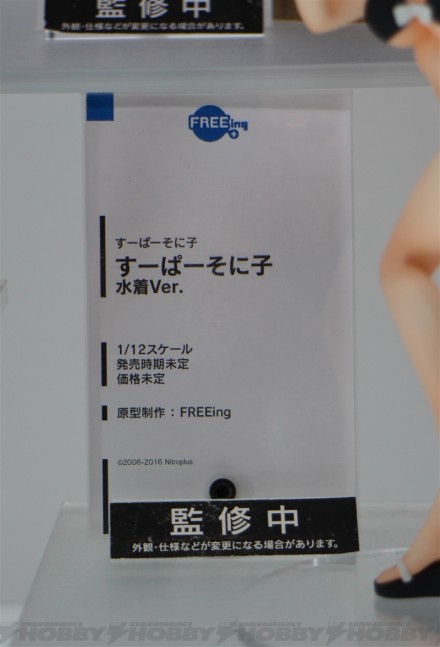 監修中
外観・仕様などが変更になる場合があります。
FREEing
すーぱーそに子
すーぱーそに子
水着Ver.
1/12スケール
発売時期未定
価格未定
原型制作：FREEing
©2006-2016 Nitroplus
監修中
外観・仕様などが変更になる場合があります。
HOBBY HOBBY HOBBY HOBBY